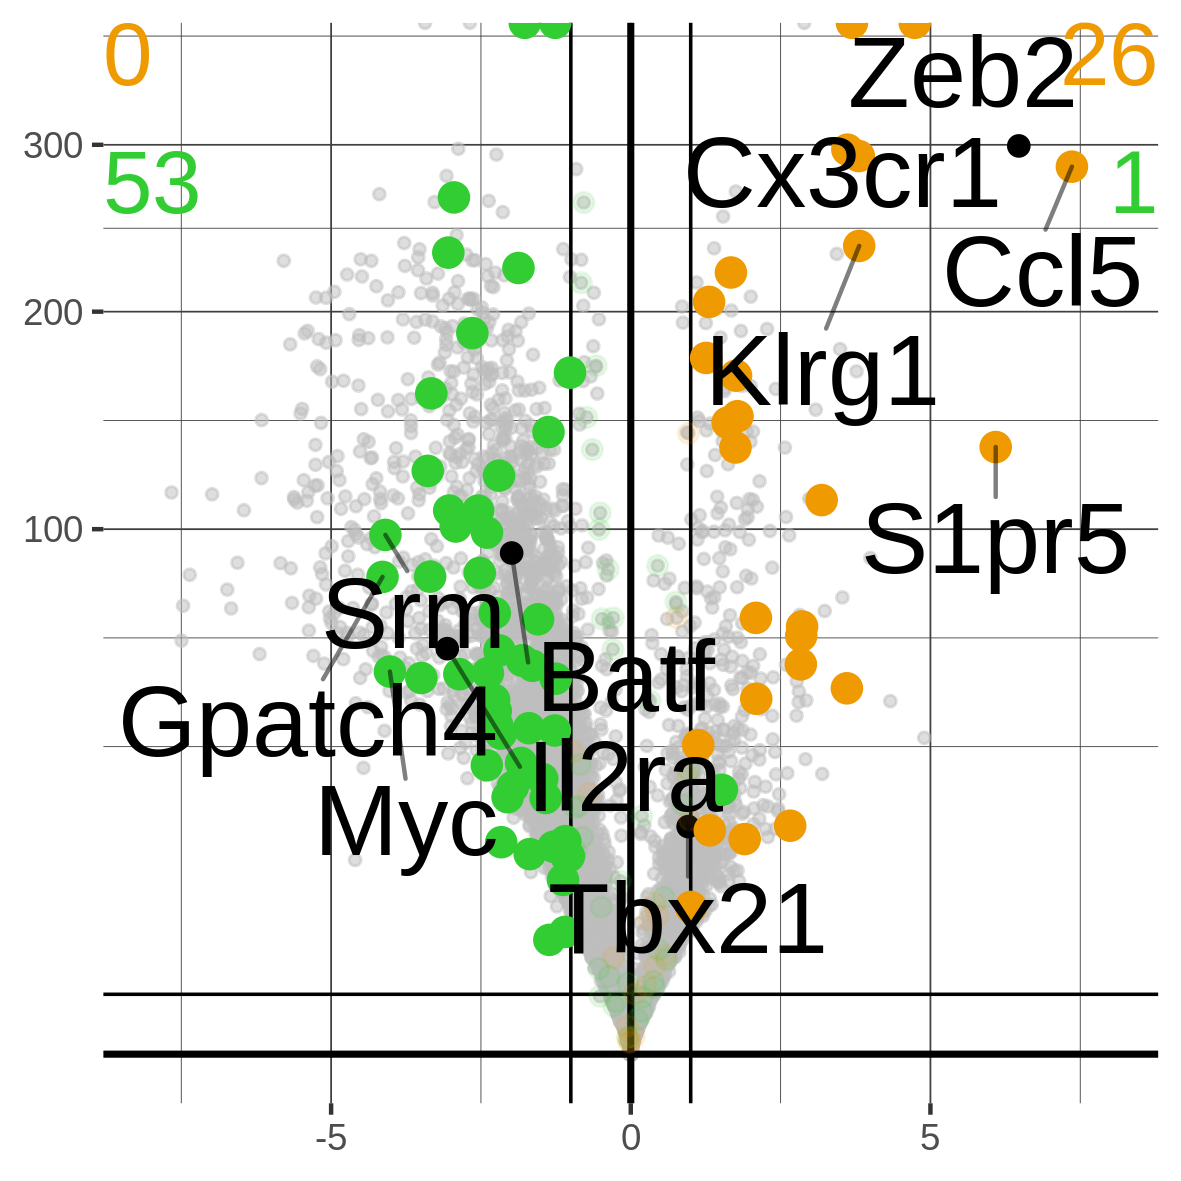 0
26
Zeb2
300
Cx3cr1
53
1
Ccl5
200
Klrg1
100
S1pr5
Srm
Batf
Gpatch4
Il2ra
Myc
Tbx21
-5
0
5